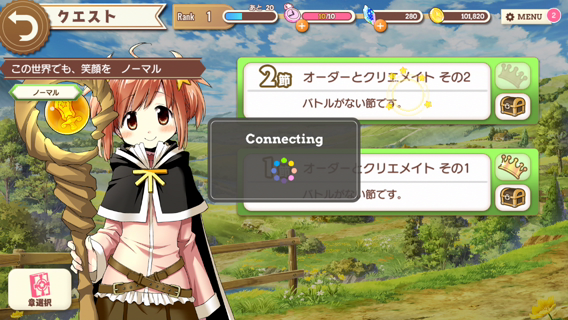 クエスト
Rank 1
あと 20
10/10
280
101,820
MENU 2
この世界でも、笑顔を ノーマル
ノーマル
2節 オーダーとクリエメイト その2
バトルがない節です。
Connecting
1 オーダーとクリエメイト その1
バトルがない節です。
章選択